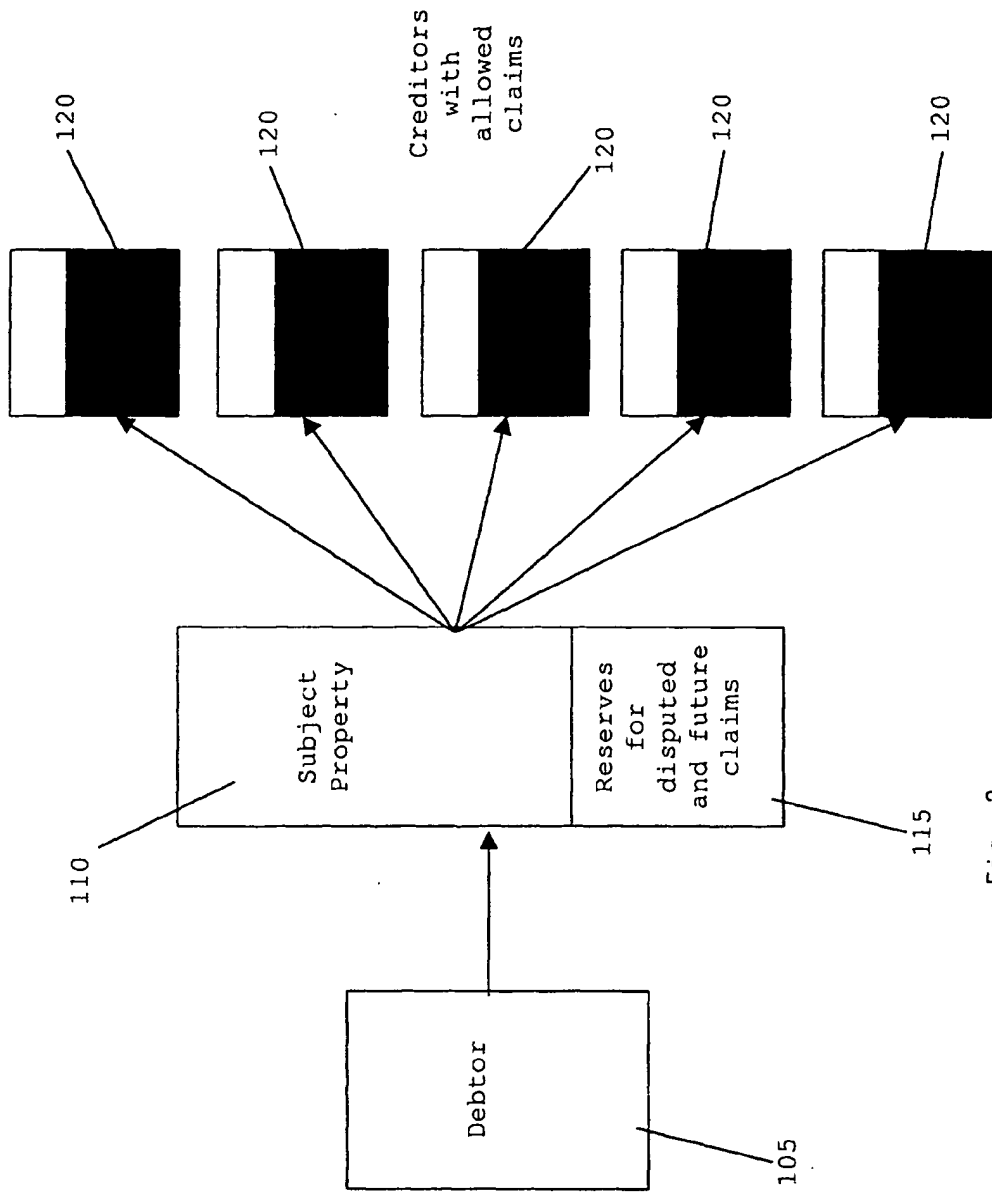 120
120
Creditors
with
allowed
claims
120
120
120
110
Subject
Property
Reserves
for
disputed
and future
claims
115
Debtor
105
Fig.